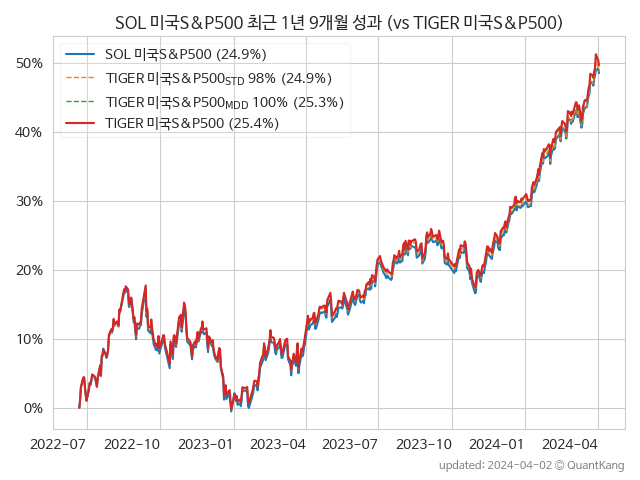 SOL 미국S&P500 최근 1년 9개월 성과 (vs TIGER 미국S&P500)
SOL 미국S&P500 (24.9%)
TIGER 미국S&P500STD 98% (24.9%)
TIGER 미국S&P500MDD 100% (25.3%)
TIGER 미국S&P500 (25.4%)
50%
40%
30%
20%
10%
0%
2022-07 2022-10 2023-01 2023-04 2023-07 2023-10 2024-01 2024-04
updated: 2024-04-02 © QuantKang